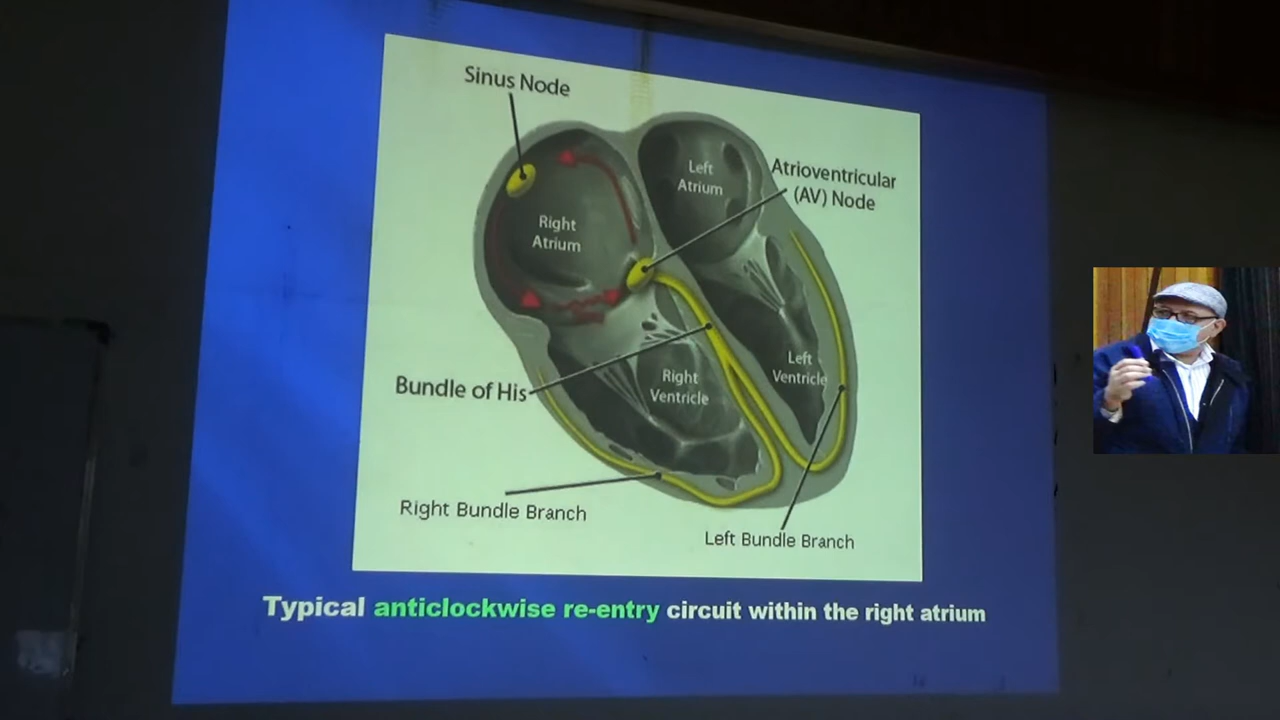 Sinus Node
Left
Atrium
Atrioventricular
(AV) Node
Right
Atrium
Bundle of His
Right
Ventricle
Left
Ventricle
Right Bundle Branch
Left Bundle Branch
Typical anticlockwise re-entry circuit within the right atrium